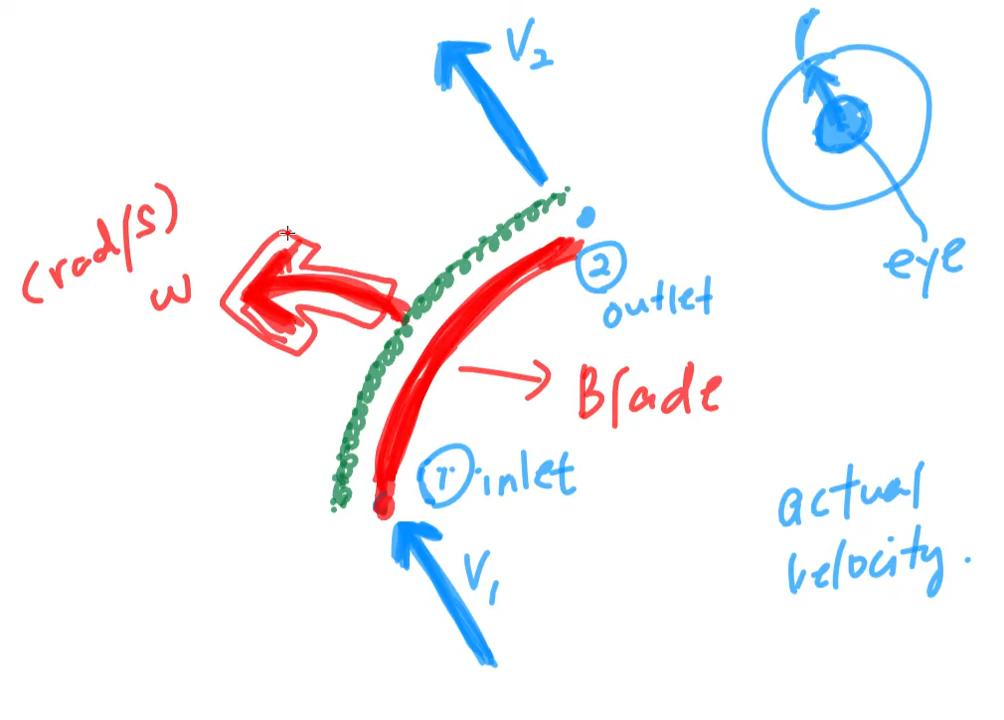 V2
r
(rad/s)
ω
eye
2
outlet
Blade
1 inlet
V1
actual
velocity.